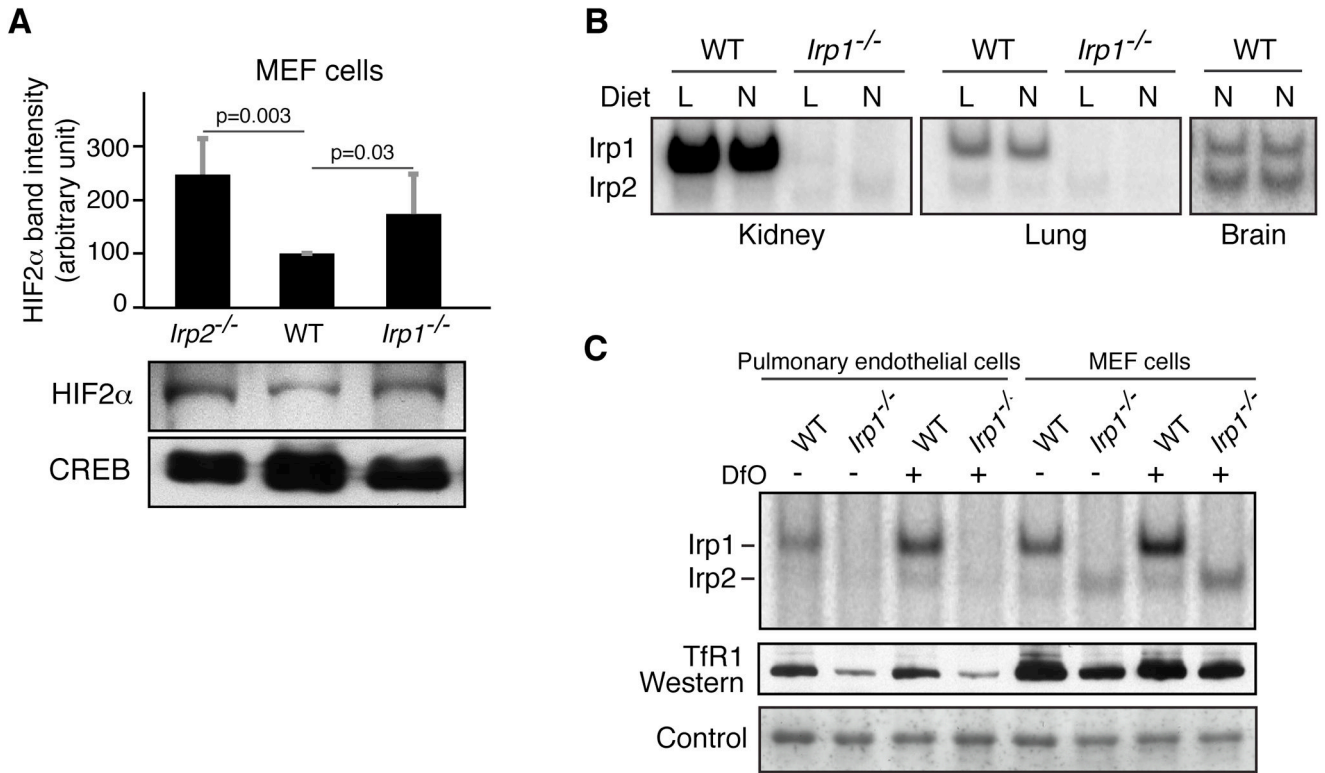 A
MEF cells
HIF2α band intensity
(arbitrary unit)
p=0.003
p=0.03
300
200
100
0
Irp2-/- WT Irp1-/-
HIF2α
CREB
B
WT Irp1-/- WT Irp1-/- WT
Diet L N L N L N L N N N
Irp1
Irp2
Kidney Lung Brain
C
Pulmonary endothelial cells MEF cells
WT Irp1-/- WT Irp1-/- WT Irp1-/- WT Irp1-/-
DfO - - + + - - + +
Irp1
Irp2
TfR1
Western
Control